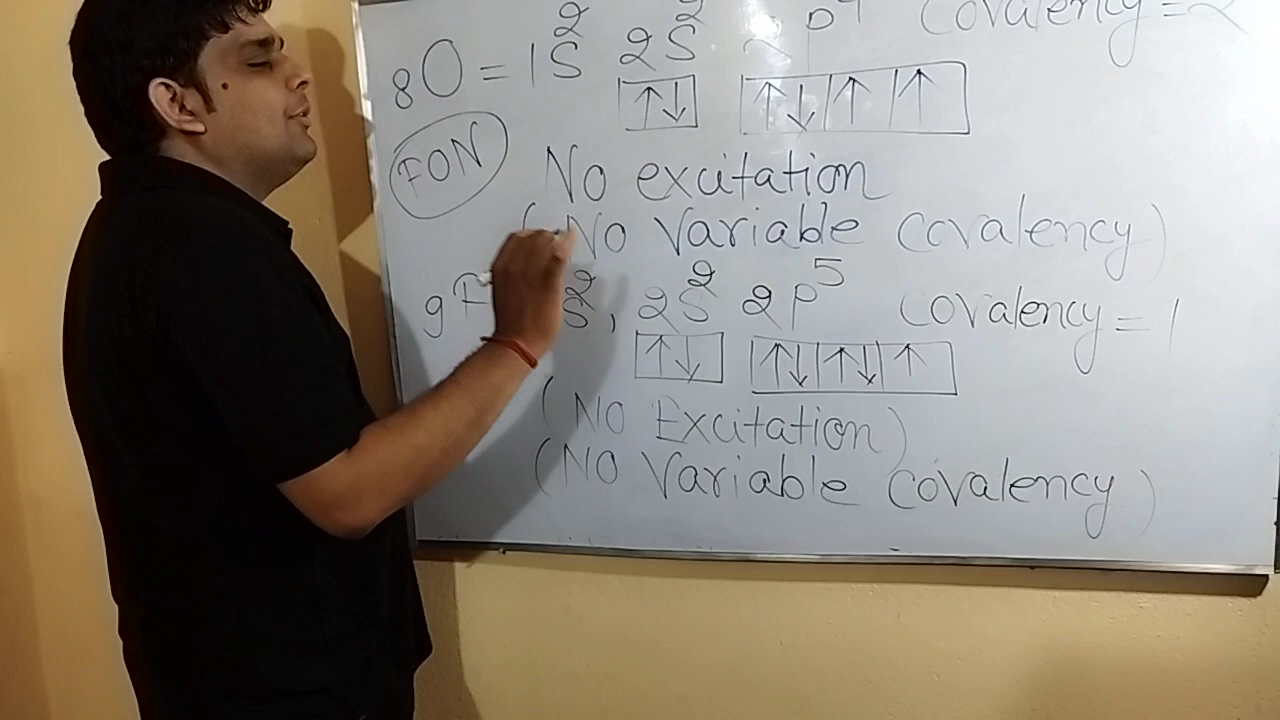 8O = 1S² 2S² 2p⁴ Covalency = 2
FON
No excitation
(No Variable Covalency)
9F S², 2S² 2p⁵ Covalency = 1
(NO Excitation)
(NO Variable Covalency)